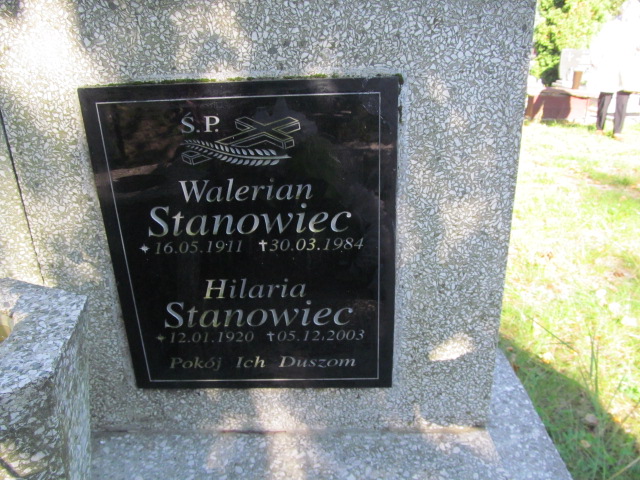 Ś.P.
Walerian
Stanowiec
✦16.05.1911 ✝30.03.1984
Hilaria
Stanowiec
✦12.01.1920 ✝05.12.2003
Pokój Ich Duszom